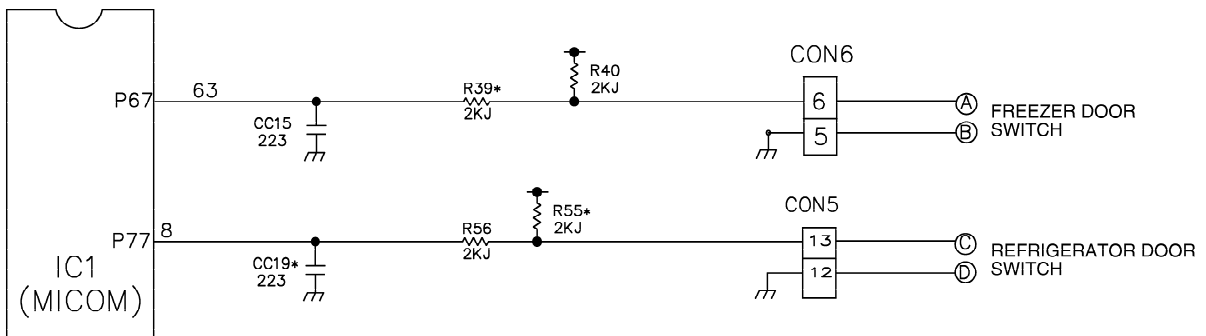 CON6
R40
2KJ
R39*
2KJ
P67
63
6
A
FREEZER DOOR
SWITCH
CC15
223
5
B
CON5
R55*
2KJ
R56
2KJ
P77
8
13
C
REFRIGERATOR DOOR
SWITCH
CC19*
223
12
D
IC1
(MICOM)